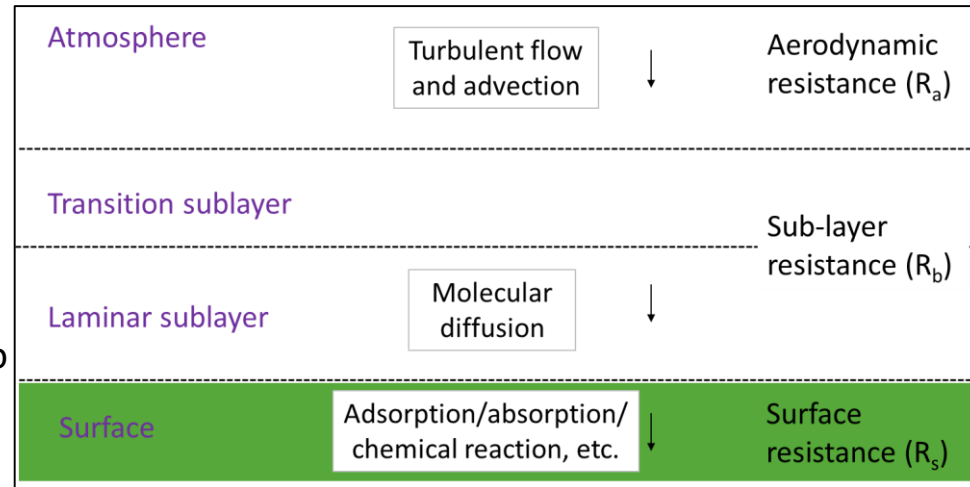 Atmosphere
Turbulent flow
and advection
↓
Aerodynamic
resistance (Rₐ)
Transition sublayer
Sub-layer
resistance (R_b)
Laminar sublayer
Molecular
diffusion
↓
Surface
Adsorption/absorption/
chemical reaction, etc.
↓
Surface
resistance (Rₛ)